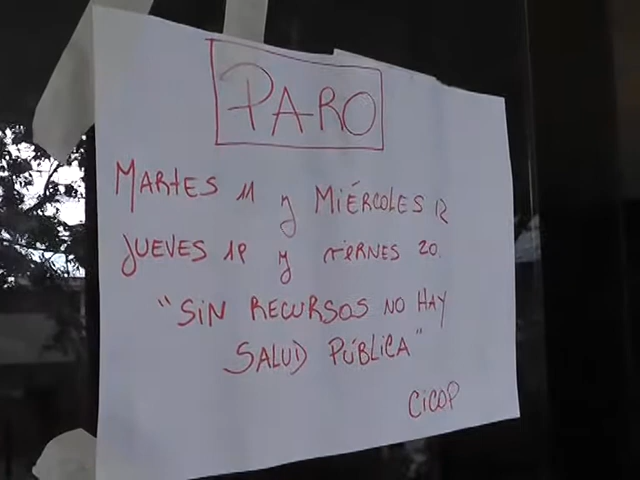 PARO
MARTES 11 y MIÉRCOLES 12
JUEVES 19 y VIERNES 20.
"SIN RECURSOS NO HAY
SALUD PÚBLICA"
CICOP